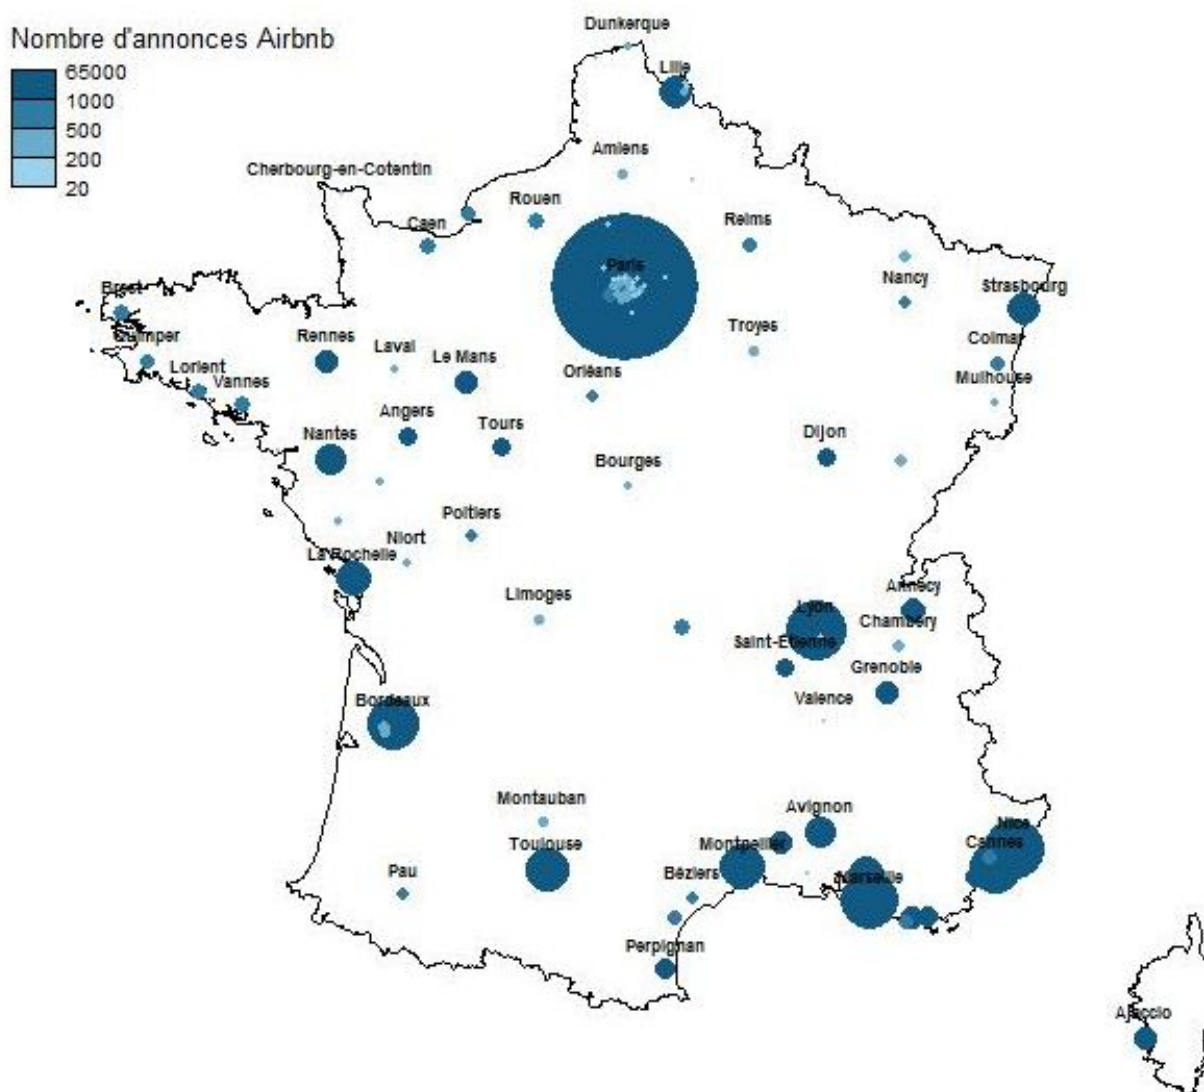 Nombre d'annonces Airbnb
65000
1000
500
200
20
Dunkerque
Lille
Amiens
Cherbourg-en-Cotentin
Rouen
Caen
Reims
Paris
Nancy
Strasbourg
Brest
Quimper
Rennes
Laval
Le Mans
Troyes
Colmar
Lorient
Vannes
Orléans
Mulhouse
Angers
Tours
Nantes
Dijon
Bourges
Poitiers
Niort
La Rochelle
Limoges
Annecy
Lyon
Chambéry
Saint-Etienne
Grenoble
Bordeaux
Valence
Montauban
Avignon
Toulouse
Montpellier
Nice
Cannes
Pau
Béziers
Marseille
Perpignan
Ajaccio